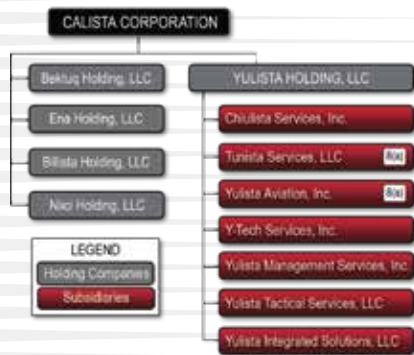 CALISTA CORPORATION
Bektuq Holding, LLC
Ena Holding, LLC
Billista Holding, LLC
Nixci Holding, LLC
LEGEND
Holding Companies
Subsidiaries
YULISTA HOLDING, LLC
Chiulista Services, Inc.
Tunista Services, LLC 8(a)
Yulista Aviation, Inc. 8(a)
Y-Tech Services, Inc.
Yulista Management Services, Inc
Yulista Tactical Services, LLC
Yulista Integrated Solutions, LLC